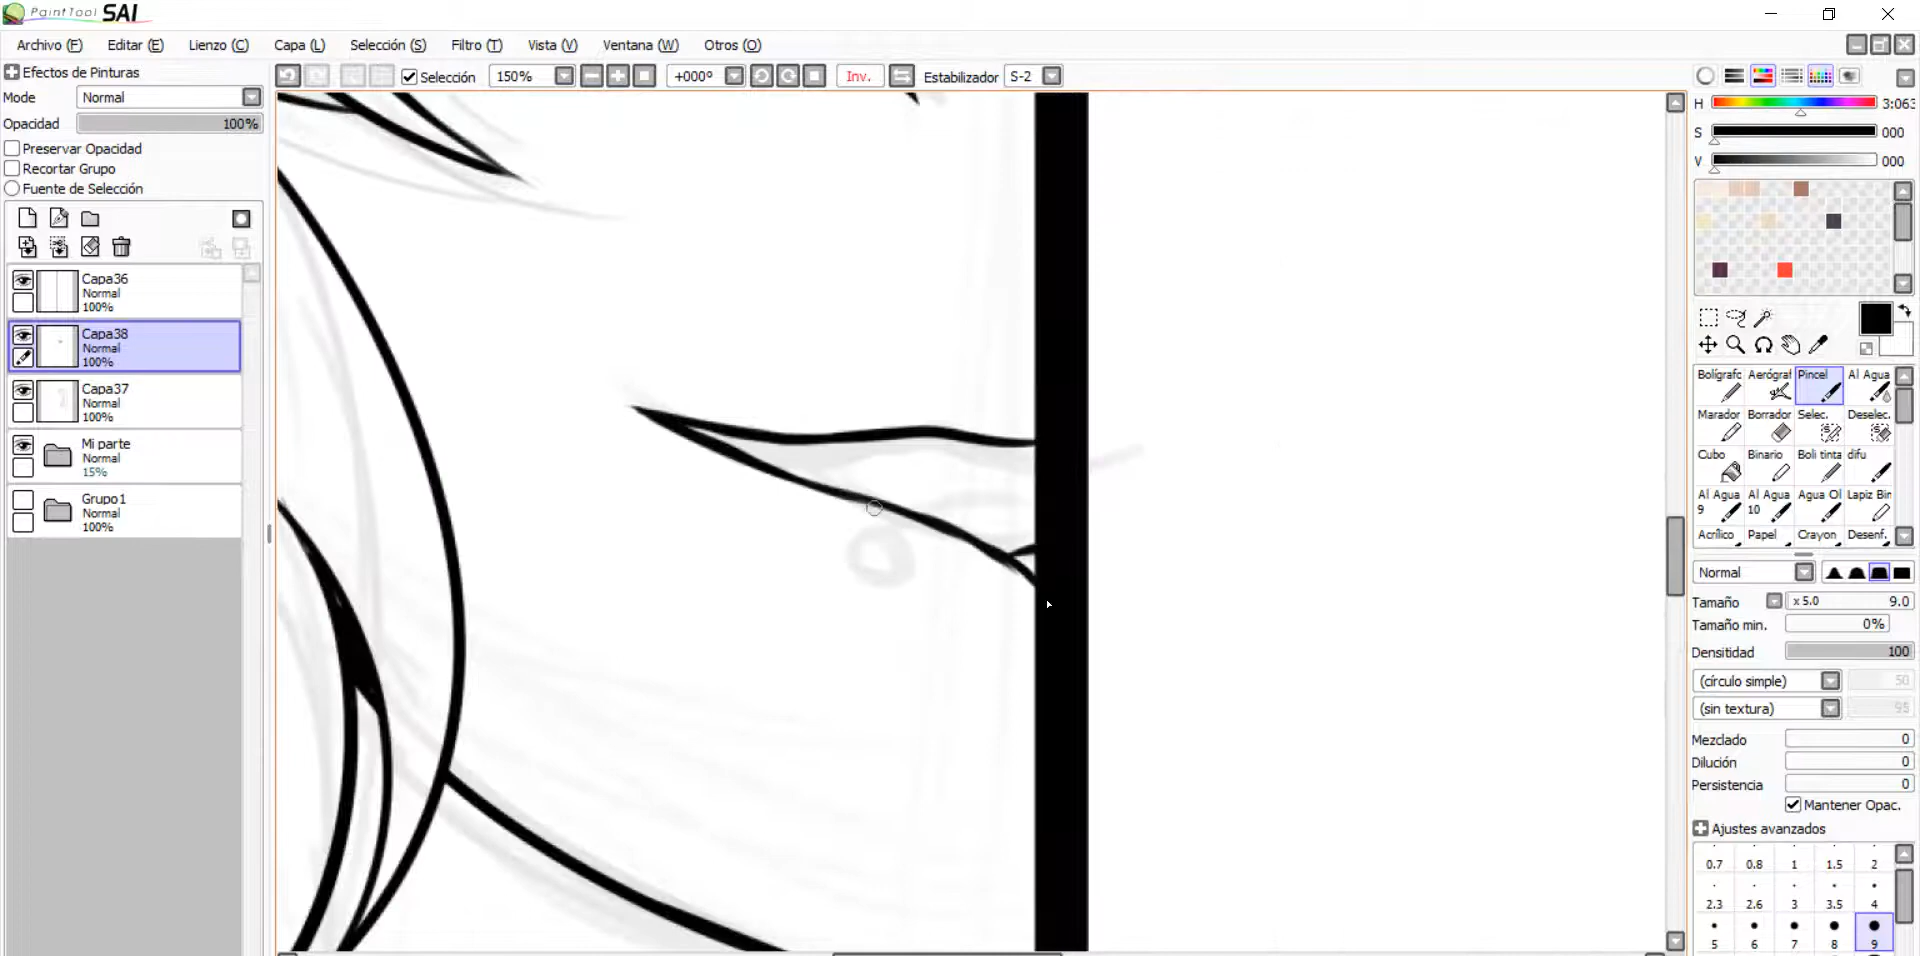 PaintTool SAI
Archivo (F) Editar (E) Lienzo (C) Capa (L) Selección (S) Filtro (T) Vista (V) Ventana (W) Otros (O)
Efectos de Pinturas
Mode Normal
Opacidad 100%
Preservar Opacidad
Recortar Grupo
Fuente de Selección
Capa36
Normal
100%
Capa38
Normal
100%
Capa37
Normal
100%
Mi parte
Normal
15%
Grupo1
Normal
100%
Selección 150% +000º Inv. Estabilizador S-2
H 3:063
S 000
V 000
Bolígrafc Aerógraf Pincel Al Agua
Marador Borrador Selec. Deselec.
Cubo Binario Boli tinta difu
Al Agua 9 Al Agua 10 Agua Ol Lapiz Bir
Acrílico Papel Crayon Desenf.
Normal
Tamaño x 5.0 9.0
Tamaño min. 0%
Densitidad 100
(círculo simple) 50
(sin textura) 95
Mezclado 0
Dilución 0
Persistencia 0
Mantener Opac.
Ajustes avanzados
0.7 0.8 1 1.5 2
2.3 2.6 3 3.5 4
5 6 7 8 9